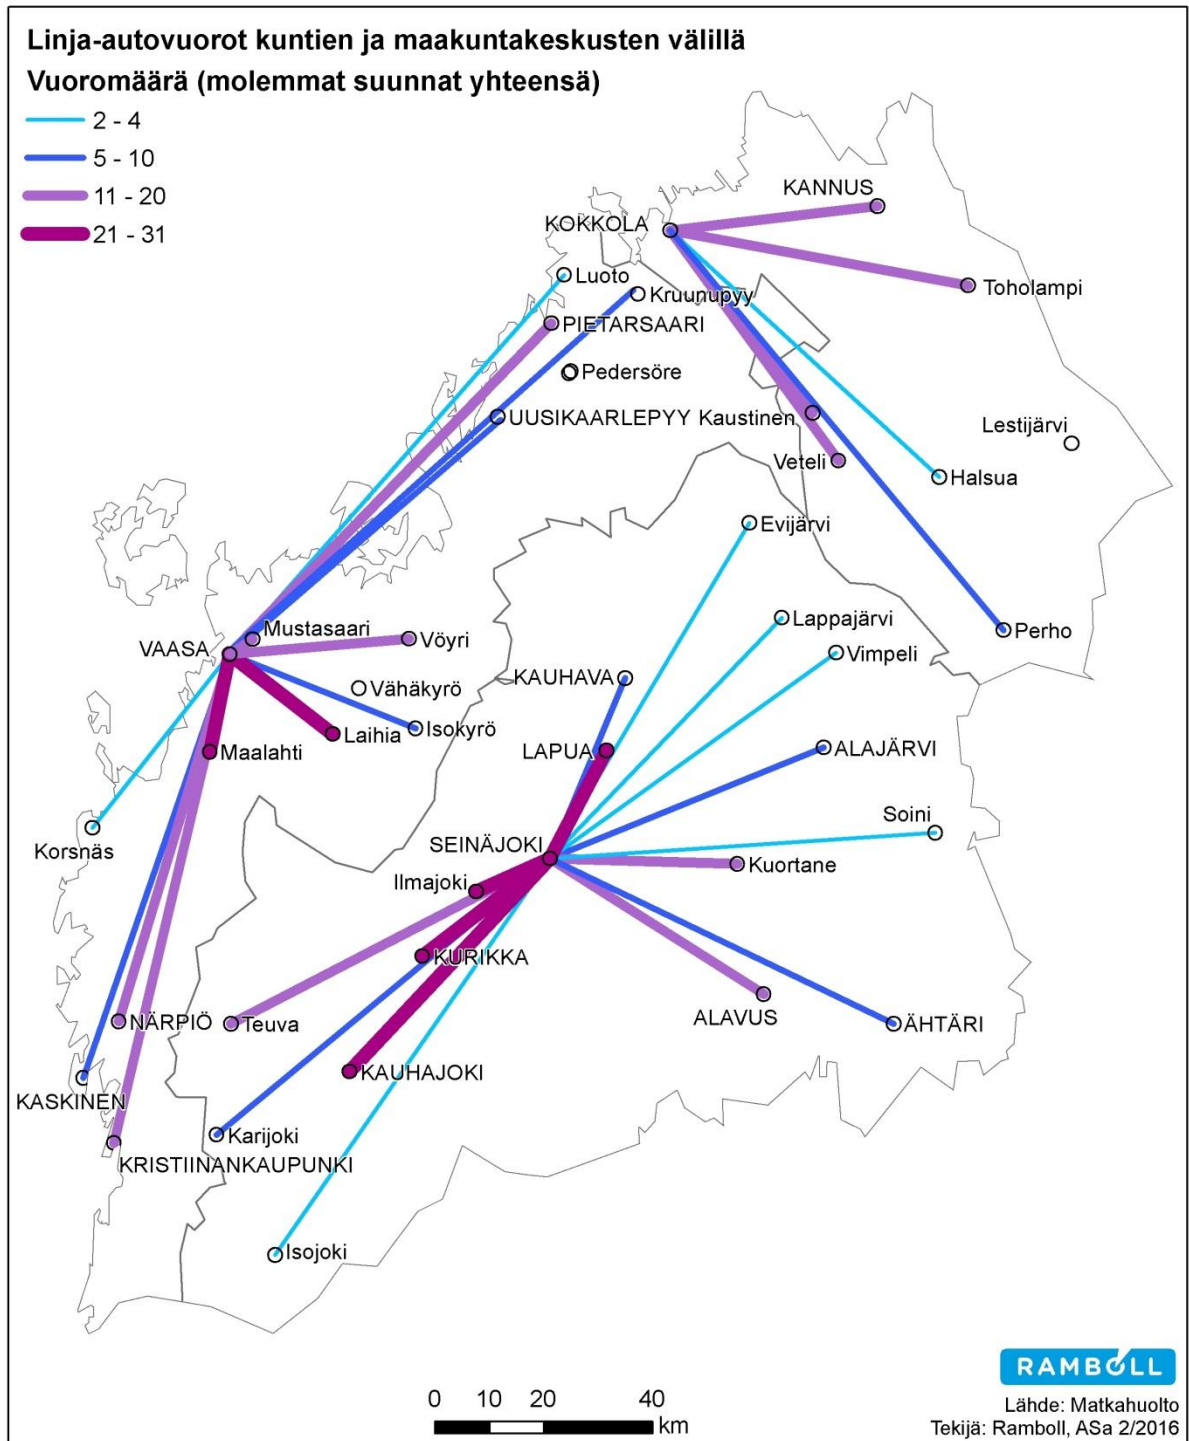 Linja-autovuorot kuntien ja maakuntakeskusten välillä
Vuoromäärä (molemmat suunnat yhteensä)
2 - 4
5 - 10
11 - 20
21 - 31
KANNUS
KOKKOLA
Luoto
Toholampi
Kruunupyy
PIETARSAARI
Pedersöre
UUSIKAARLEPYY
Kaustinen
Lestijärvi
Veteli
Halsua
Evijärvi
Lappajärvi
Mustasaari
Perho
VAASA
Vöyri
Vimpeli
KAUHAVA
Vähäkyrö
Isokyrö
Laihia
Maalahti
LAPUA
ALAJÄRVI
Soini
Korsnäs
SEINÄJOKI
Kuortane
Ilmajoki
KURIKKA
ALAVUS
NÄRPIÖ
Teuva
ÄHTÄRI
KAUHAJOKI
KASKINEN
Karijoki
KRISTIINANKAUPUNKI
Isojoki
RAMBOLL
0 10 20 40
km
Lähde: Matkahuolto
Tekijä: Ramboll, ASa 2/2016